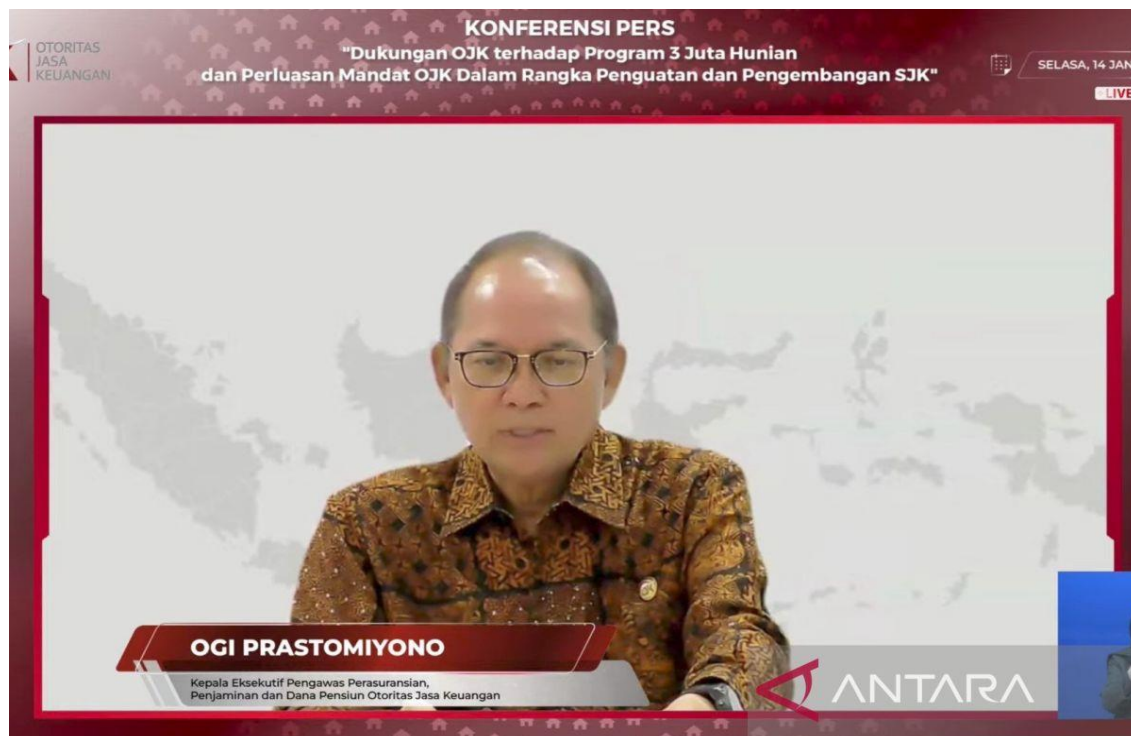 OTORITAS
JASA
KEUANGAN
KONFERENSI PERS
"Dukungan OJK terhadap Program 3 Juta Hunian
dan Perluasan Mandat OJK Dalam Rangka Penguatan dan Pengembangan SJK"
SELASA, 14 JAN
LIVE
OGI PRASTOMIYONO
Kepala Eksekutif Pengawas Perasuransian,
Penjaminan dan Dana Pensiun Otoritas Jasa Keuangan
ANTARA